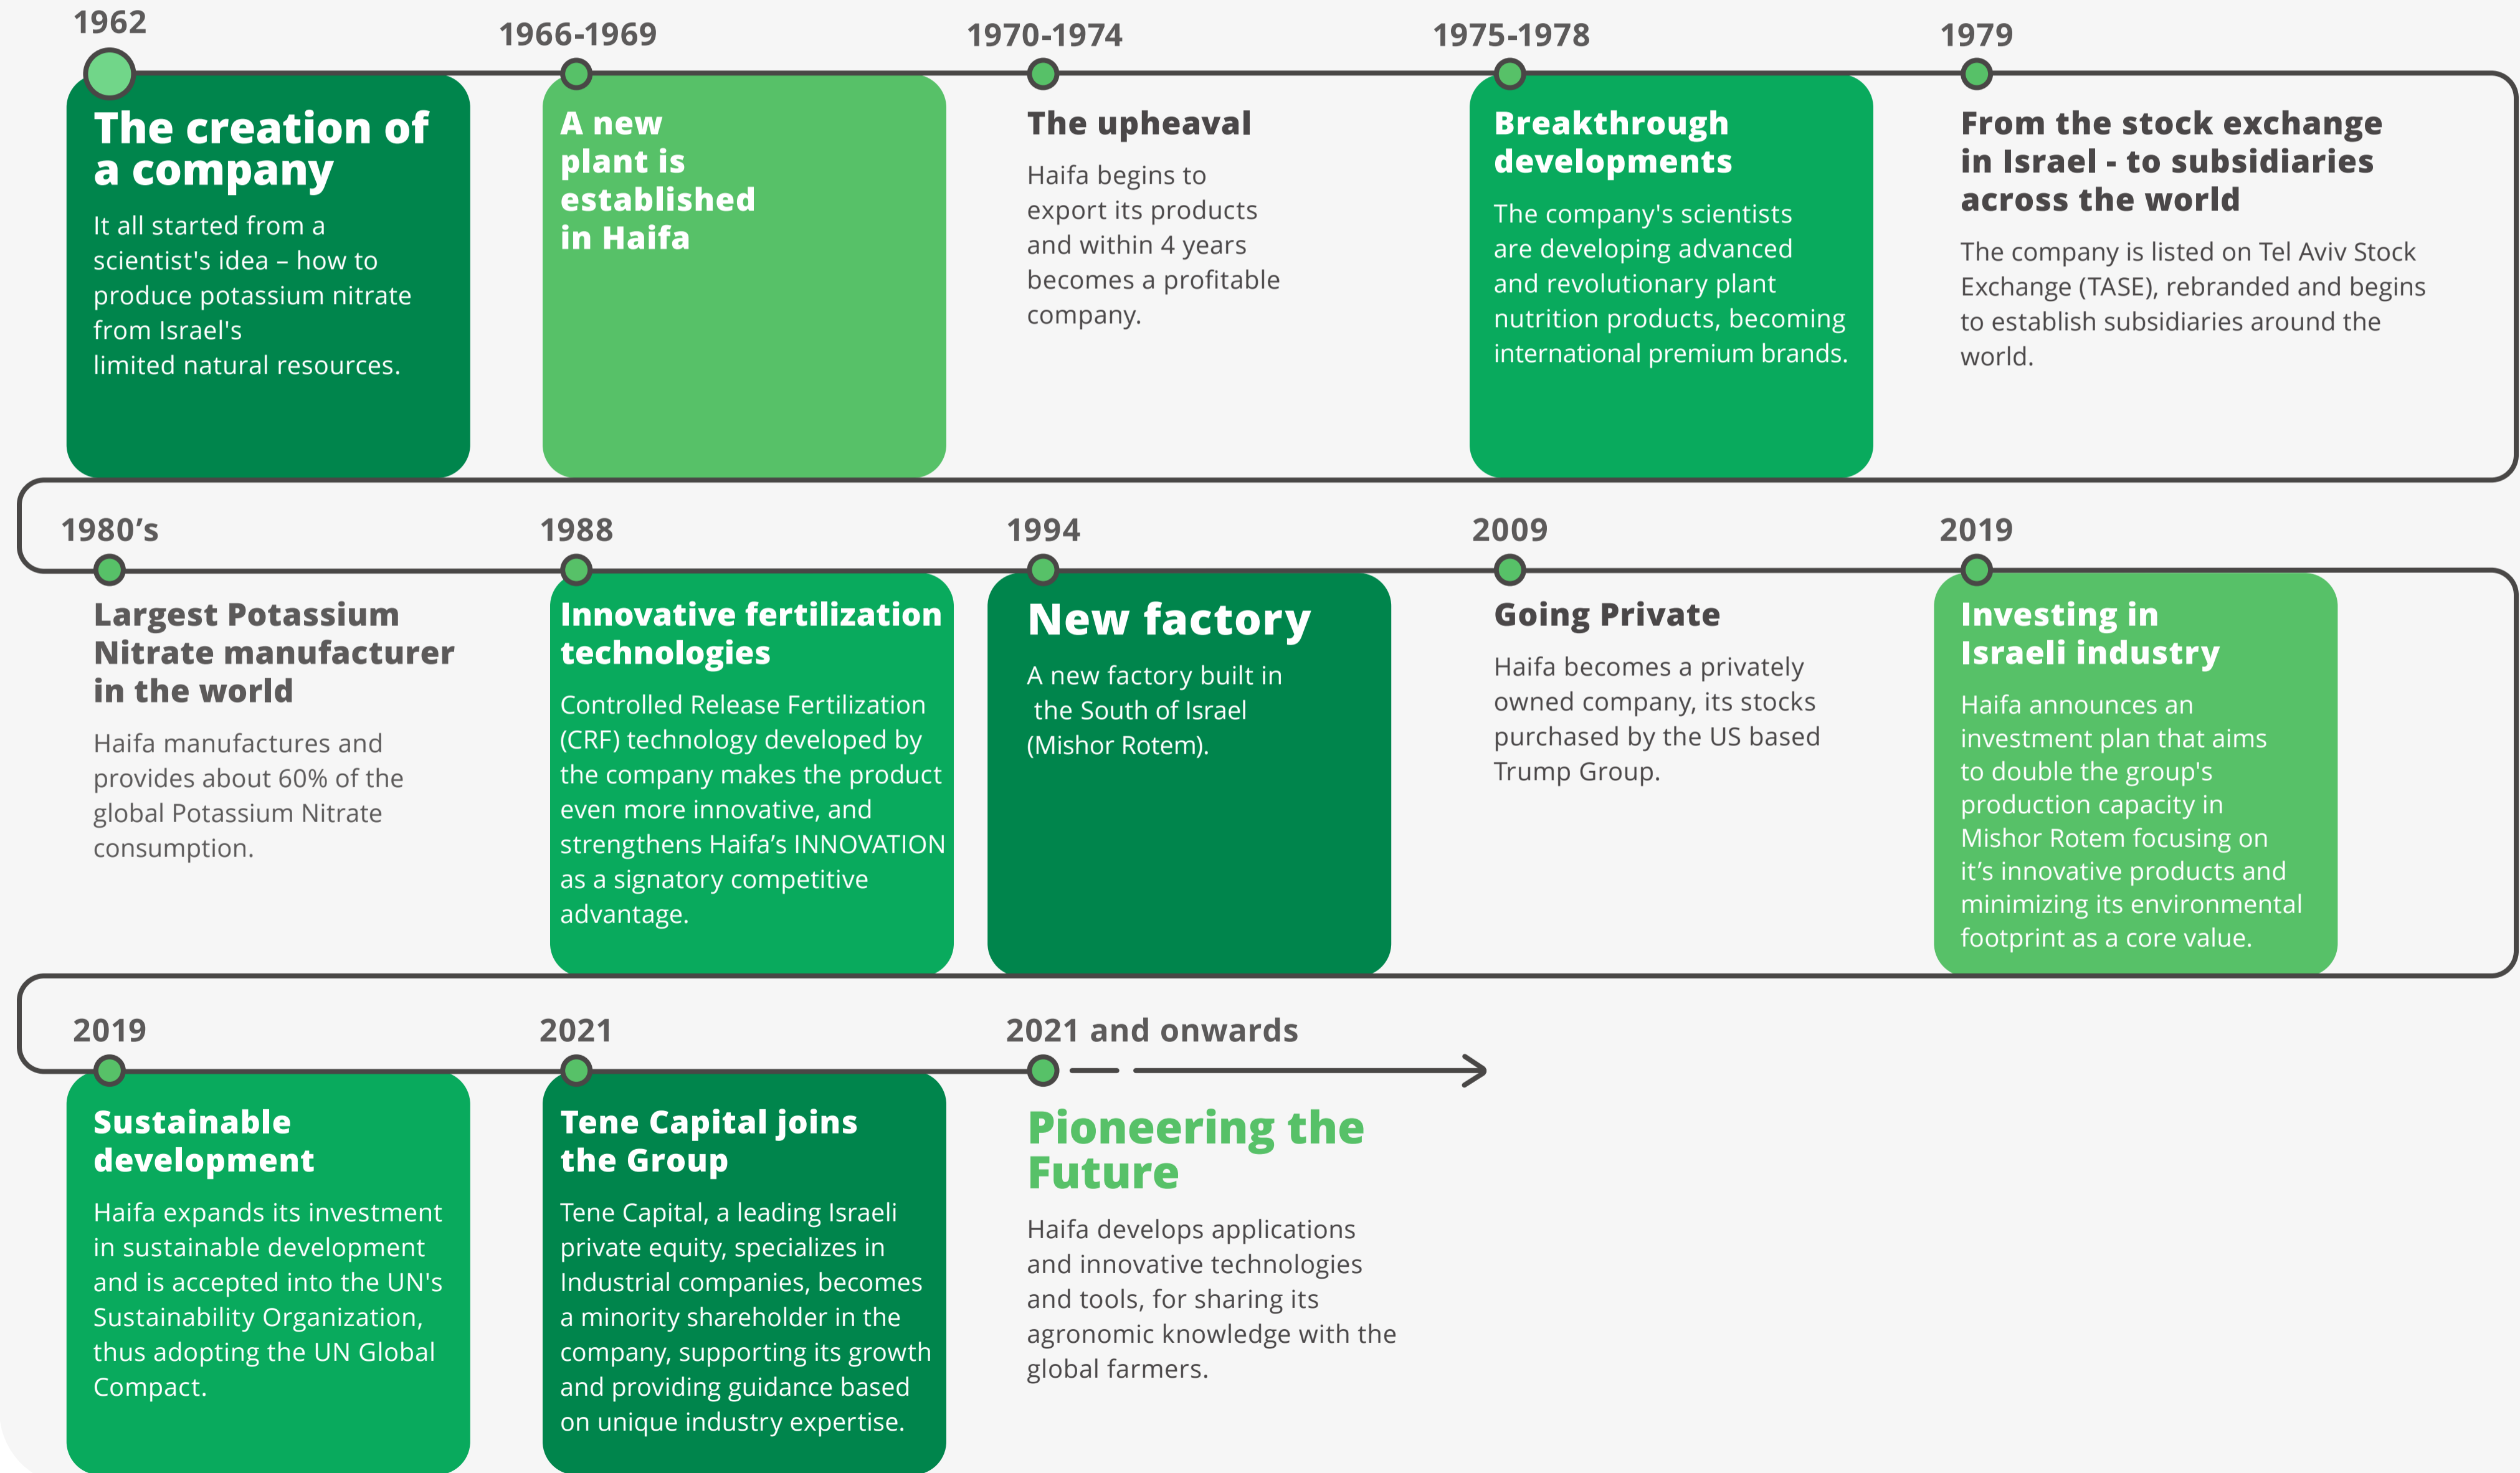 1962
The creation of
a company
It all started from a
scientist's idea – how to
produce potassium nitrate
from Israel's
limited natural resources.
1966-1969
A new
plant is
established
in Haifa
1970-1974
The upheaval
Haifa begins to
export its products
and within 4 years
becomes a profitable
company.
1975-1978
Breakthrough
developments
The company's scientists
are developing advanced
and revolutionary plant
nutrition products, becoming
international premium brands.
1979
From the stock exchange
in Israel - to subsidiaries
across the world
The company is listed on Tel Aviv Stock
Exchange (TASE), rebranded and begins
to establish subsidiaries around the
world.
1980’s
Largest Potassium
Nitrate manufacturer
in the world
Haifa manufactures and
provides about 60% of the
global Potassium Nitrate
consumption.
1988
Innovative fertilization
technologies
Controlled Release Fertilization
(CRF) technology developed by
the company makes the product
even more innovative, and
strengthens Haifa’s INNOVATION
as a signatory competitive
advantage.
1994
New factory
A new factory built in
the South of Israel
(Mishor Rotem).
2009
Going Private
Haifa becomes a privately
owned company, its stocks
purchased by the US based
Trump Group.
2019
Investing in
Israeli industry
Haifa announces an
investment plan that aims
to double the group's
production capacity in
Mishor Rotem focusing on
it’s innovative products and
minimizing its environmental
footprint as a core value.
2019
Sustainable
development
Haifa expands its investment
in sustainable development
and is accepted into the UN's
Sustainability Organization,
thus adopting the UN Global
Compact.
2021
Tene Capital joins
the Group
Tene Capital, a leading Israeli
private equity, specializes in
Industrial companies, becomes
a minority shareholder in the
company, supporting its growth
and providing guidance based
on unique industry expertise.
2021 and onwards
Pioneering the
Future
Haifa develops applications
and innovative technologies
and tools, for sharing its
agronomic knowledge with the
global farmers.